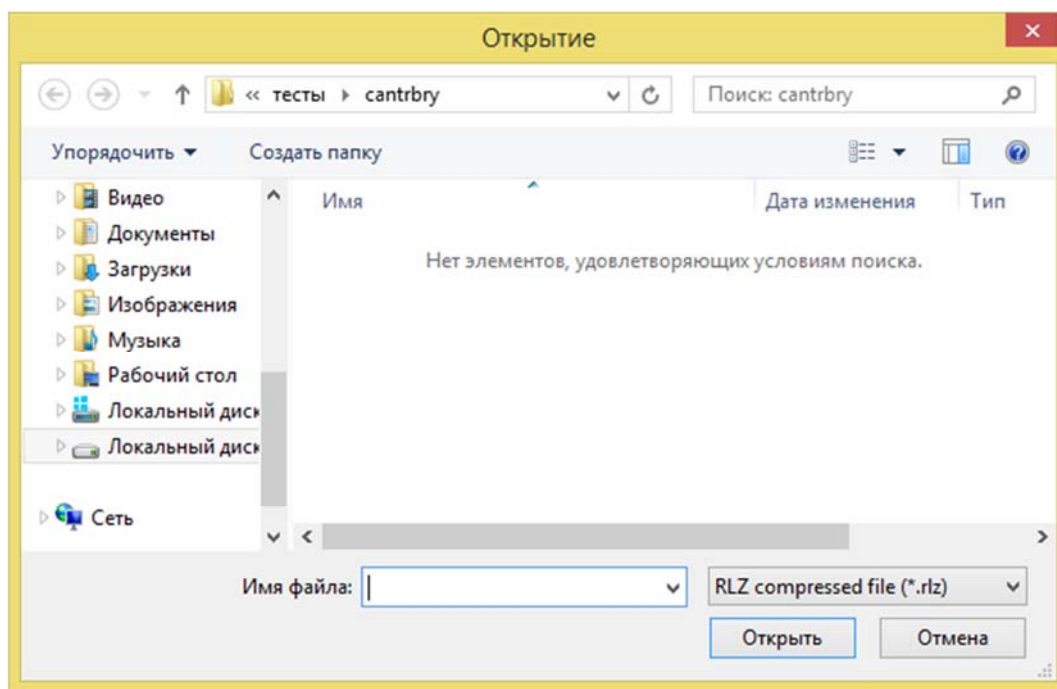 Открытие
« тесты cantrbry
Поиск: cantrbry
Упорядочить Создать папку
Имя Дата изменения Тип
Видео
Документы
Загрузки
Изображения
Музыка
Рабочий стол
Локальный диск
Локальный диск
Сеть
Нет элементов, удовлетворяющих условиям поиска.
Имя файла: RLZ compressed file (*.rlz)
Открыть Отмена